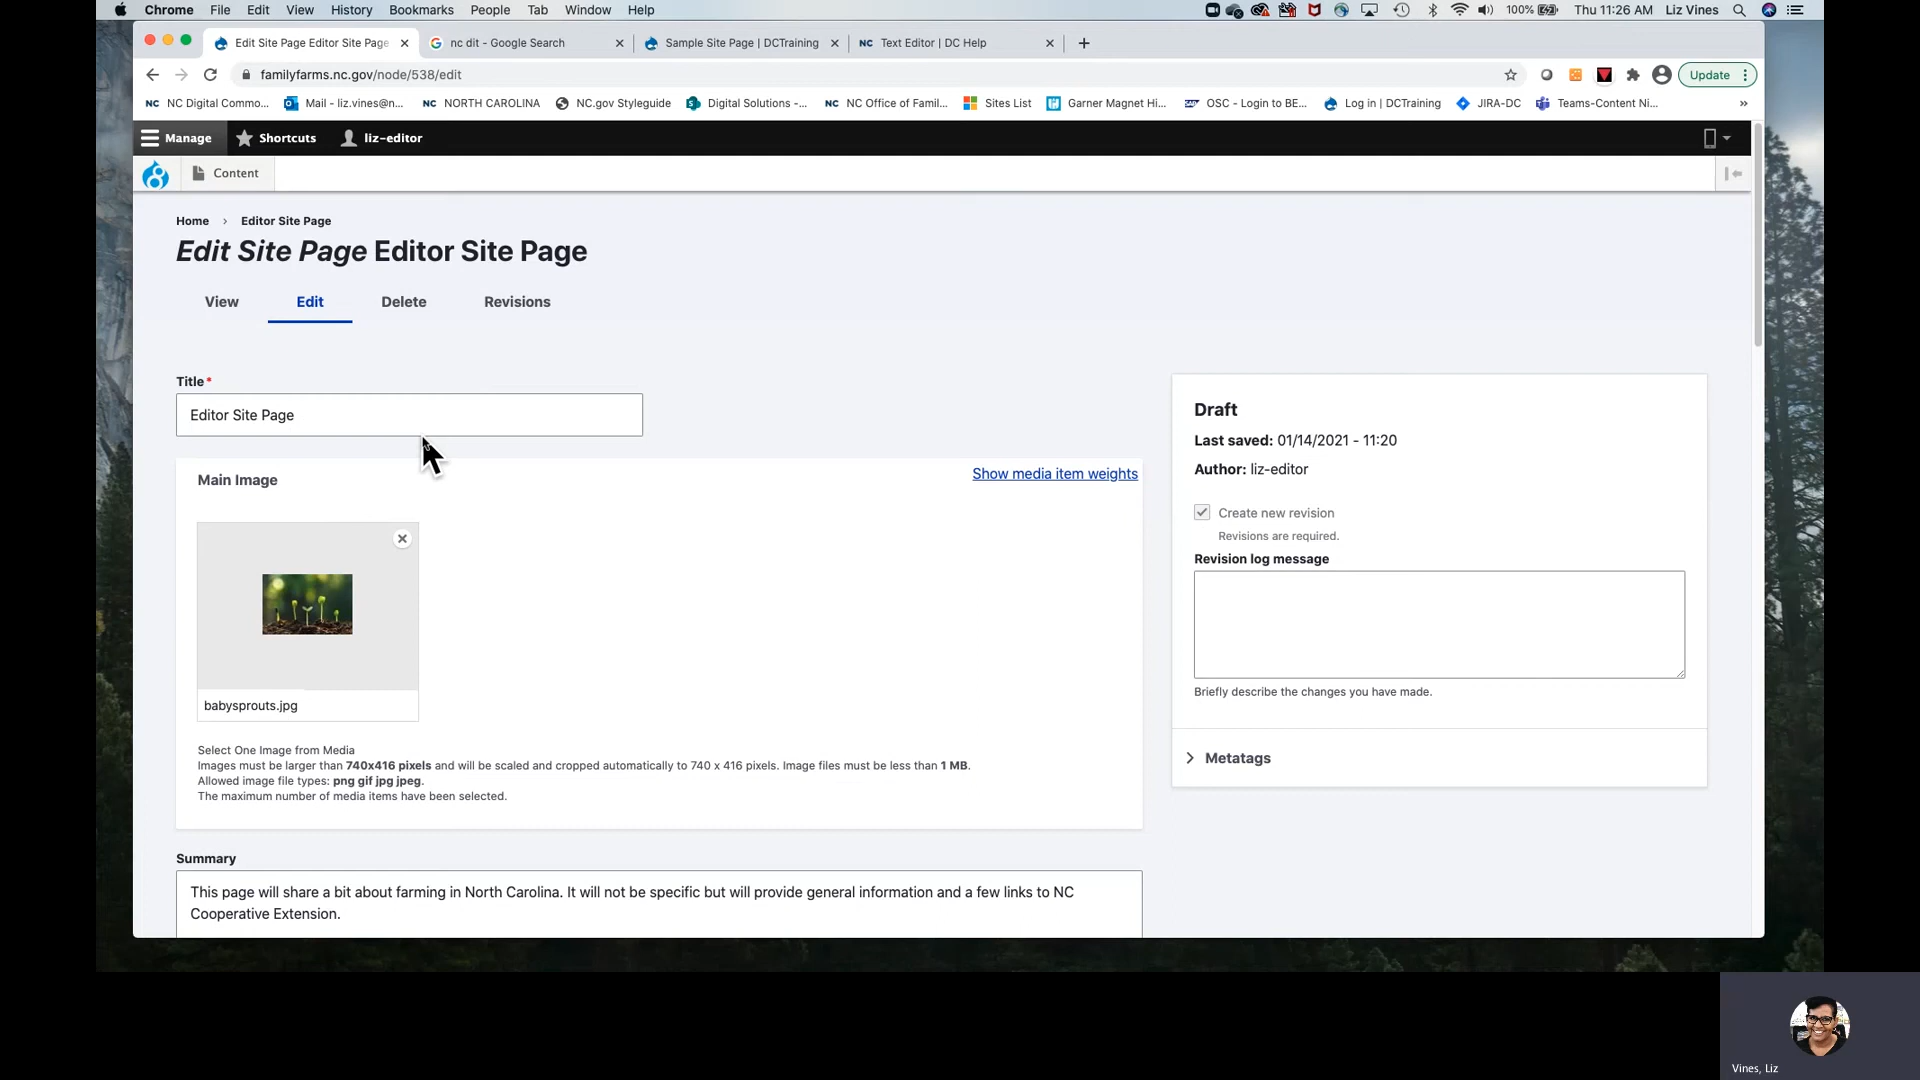 Chrome File Edit View History Bookmarks People Tab Window Help 100% Thu 11:26 AM Liz Vines
Edit Site Page Editor Site Page nc dit - Google Search Sample Site Page | DCTraining NC Text Editor | DC Help
familyfarms.nc.gov/node/538/edit Update
NC NC Digital Commo... Mail - liz.vines@n... NC NORTH CAROLINA NC.gov Styleguide Digital Solutions -... NC NC Office of Famil... Sites List Garner Magnet Hi... SAP OSC - Login to BE... Log in | DCTraining JIRA-DC Teams-Content Ni... »
Manage Shortcuts liz-editor
Content
Home › Editor Site Page
Edit Site Page Editor Site Page
View Edit Delete Revisions
Title*
Editor Site Page
Main Image
Show media item weights
babysprouts.jpg
Select One Image from Media
Images must be larger than 740x416 pixels and will be scaled and cropped automatically to 740 x 416 pixels. Image files must be less than 1 MB.
Allowed image file types: png gif jpg jpeg.
The maximum number of media items have been selected.
Summary
This page will share a bit about farming in North Carolina. It will not be specific but will provide general information and a few links to NC
Cooperative Extension.
Draft
Last saved: 01/14/2021 - 11:20
Author: liz-editor
Create new revision
Revisions are required.
Revision log message
Briefly describe the changes you have made.
Metatags
Vines, Liz